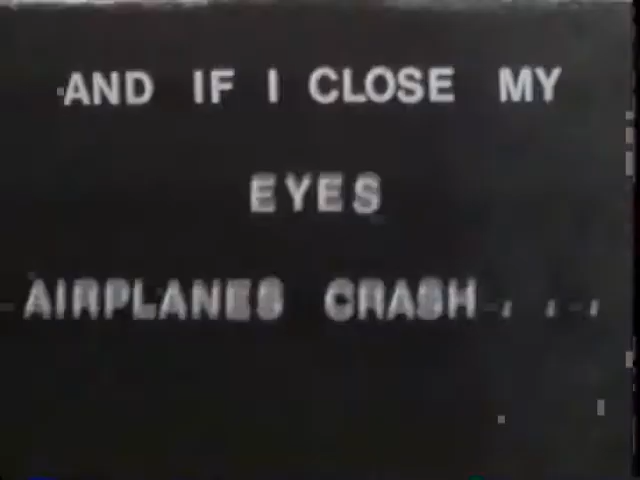 AND IF I CLOSE MY
EYES
AIRPLANES CRASH . . .